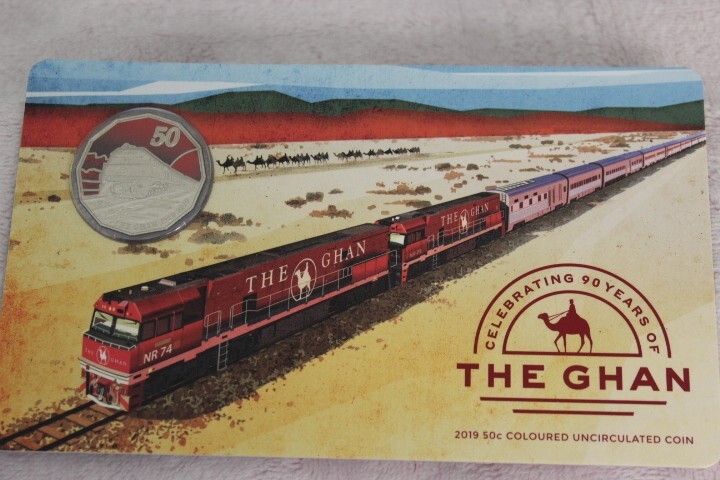 50
THE GHAN
THE GHAN
THE GHAN
NR 74
CELEBRATING 90 YEARS OF
THE GHAN
2019 50c COLOURED UNCIRCULATED COIN